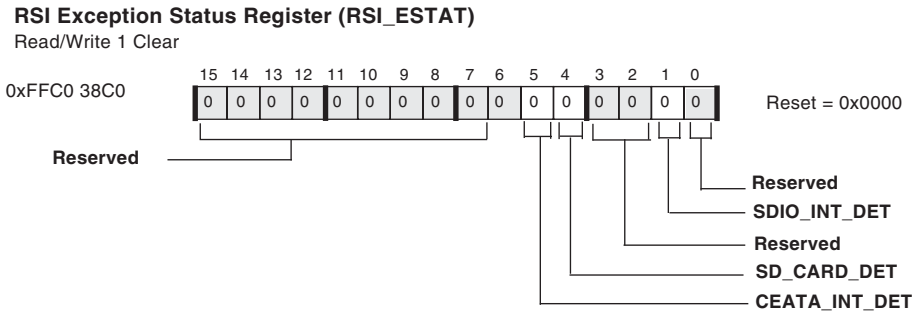 RSI Exception Status Register (RSI_ESTAT)
Read/Write 1 Clear
15 14 13 12 11 10 9 8 7 6 5 4 3 2 1 0
0xFFC0 38C0
0 0 0 0 0 0 0 0 0 0 0 0 0 0 0 0
Reset = 0x0000
Reserved
Reserved
SDIO_INT_DET
Reserved
SD_CARD_DET
CEATA_INT_DET